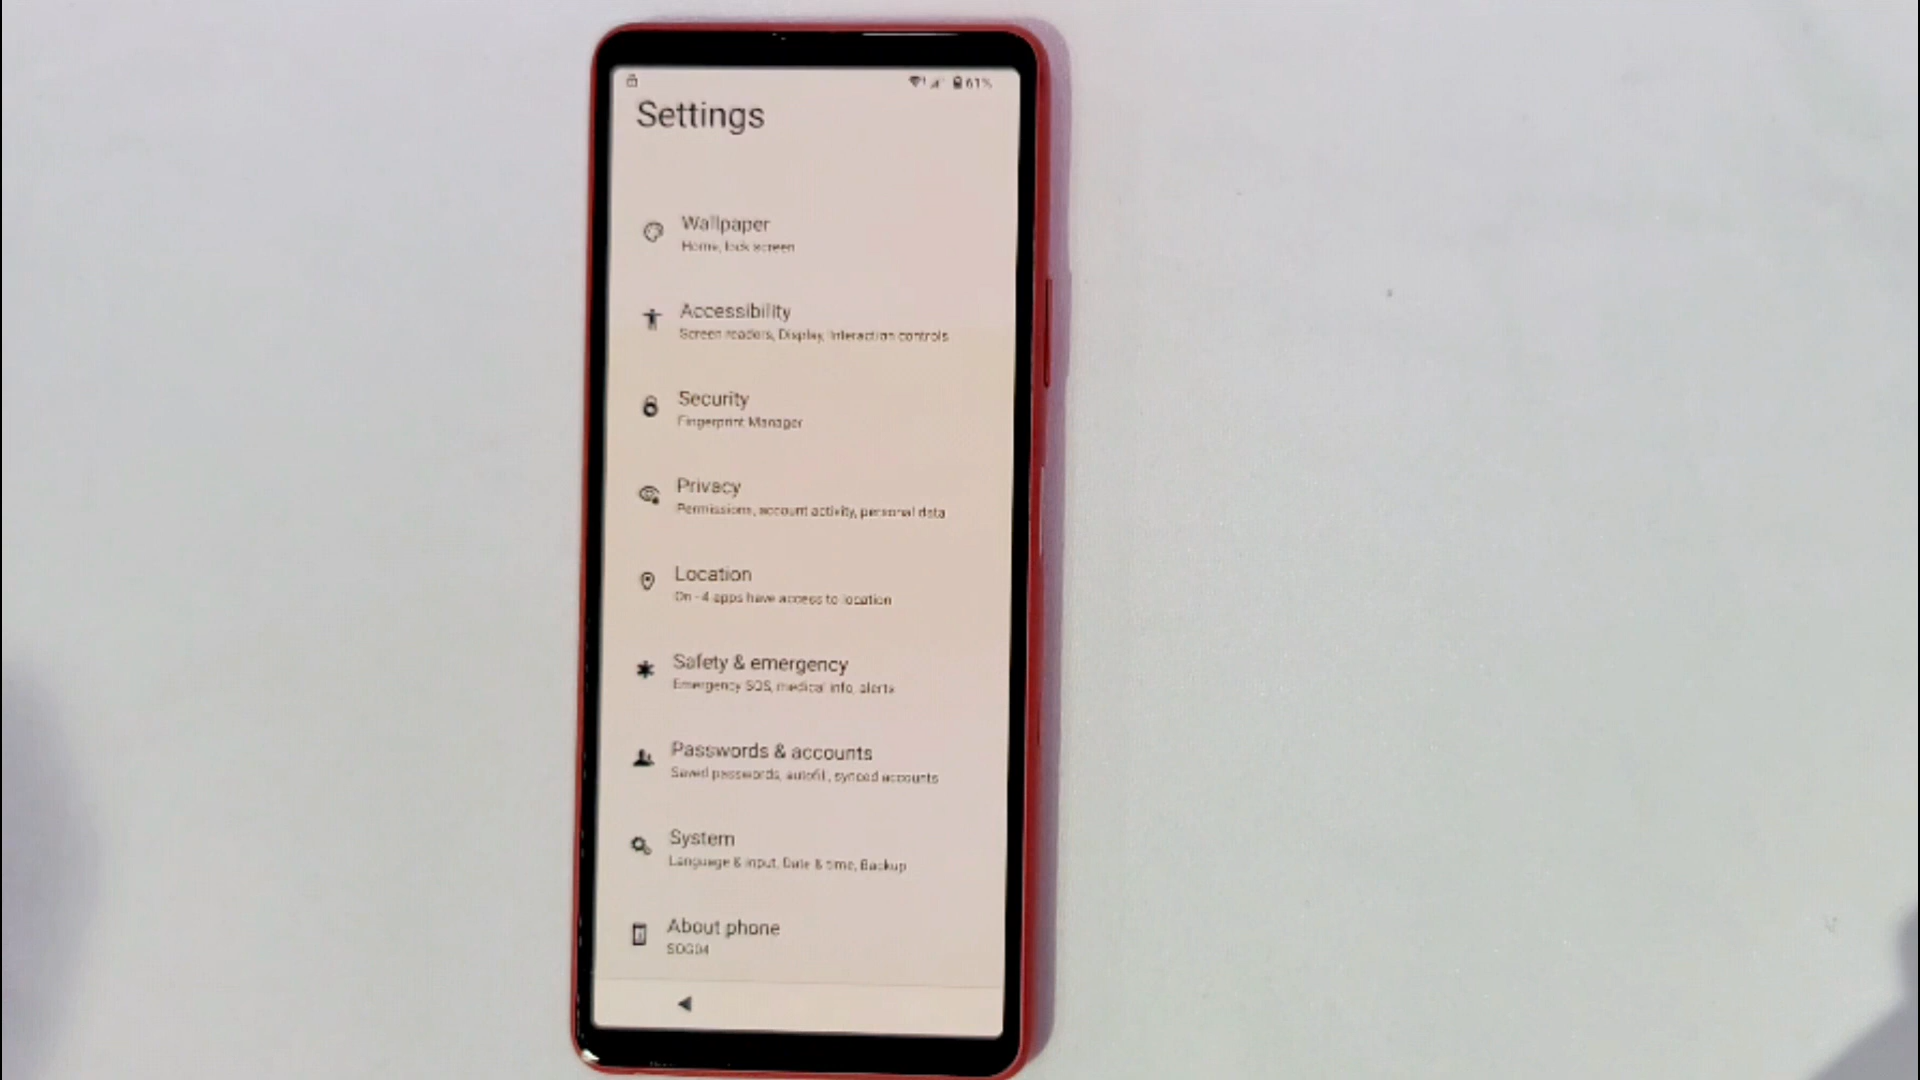 61%
Settings
Wallpaper
Home, lock screen
Accessibility
Screen readers, Display, Interaction controls
Security
Fingerprint Manager
Privacy
Permissions, account activity, personal data
Location
On - 4 apps have access to location
Safety & emergency
Emergency SOS, medical info, alerts
Passwords & accounts
Saved passwords, autofill, synced accounts
System
Language & input, Date & time, Backup
About phone
SOG04